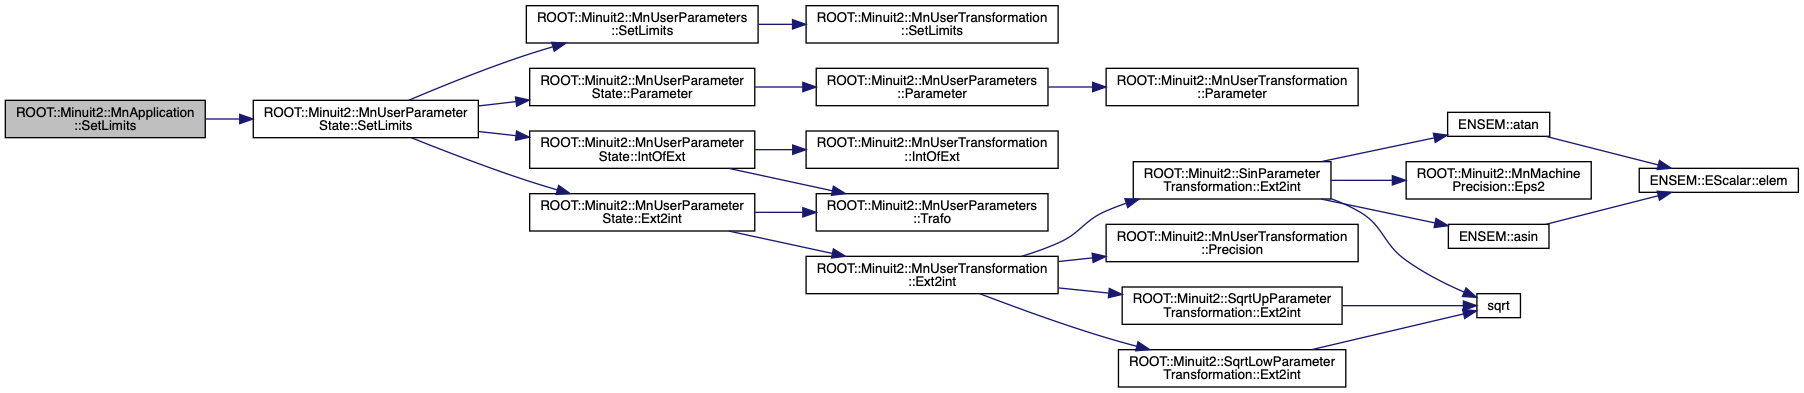 ROOT::Minuit2::MnApplication
::SetLimits
ROOT::Minuit2::MnUserParameter
State::SetLimits
ROOT::Minuit2::MnUserParameters
::SetLimits
ROOT::Minuit2::MnUserTransformation
::SetLimits
ROOT::Minuit2::MnUserParameter
State::Parameter
ROOT::Minuit2::MnUserParameters
::Parameter
ROOT::Minuit2::MnUserTransformation
::Parameter
ROOT::Minuit2::MnUserParameter
State::IntOfExt
ROOT::Minuit2::MnUserTransformation
::IntOfExt
ROOT::Minuit2::MnUserParameter
State::Ext2int
ROOT::Minuit2::MnUserParameters
::Trafo
ROOT::Minuit2::MnUserTransformation
::Ext2int
ROOT::Minuit2::SinParameter
Transformation::Ext2int
ROOT::Minuit2::MnUserTransformation
::Precision
ROOT::Minuit2::SqrtUpParameter
Transformation::Ext2int
ROOT::Minuit2::SqrtLowParameter
Transformation::Ext2int
ENSEM::atan
ROOT::Minuit2::MnMachine
Precision::Eps2
ENSEM::asin
sqrt
ENSEM::EScalar::elem